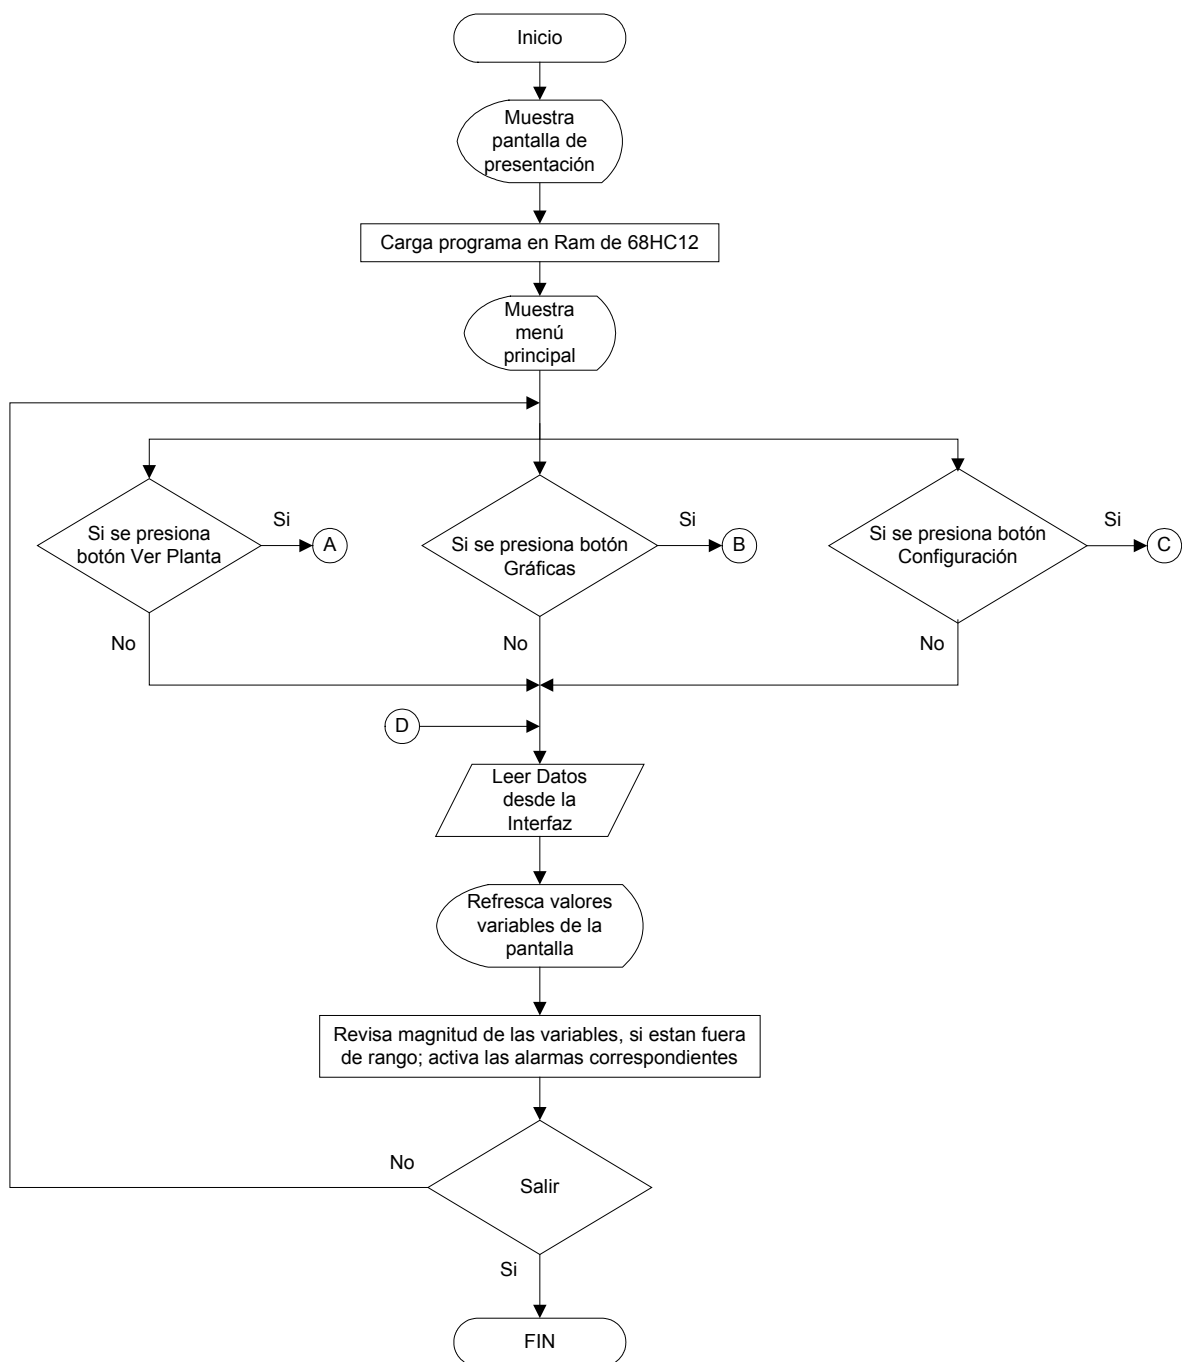 Inicio
Muestra
pantalla de
presentación
Carga programa en Ram de 68HC12
Muestra
menú
principal
Si se presiona
botón Ver Planta
Si
A
No
Si se presiona botón
Gráficas
Si
B
No
Si se presiona botón
Configuración
Si
C
No
D
Leer Datos
desde la
Interfaz
Refresca valores
variables de la
pantalla
Revisa magnitud de las variables, si estan fuera
de rango; activa las alarmas correspondientes
No
Salir
Si
FIN